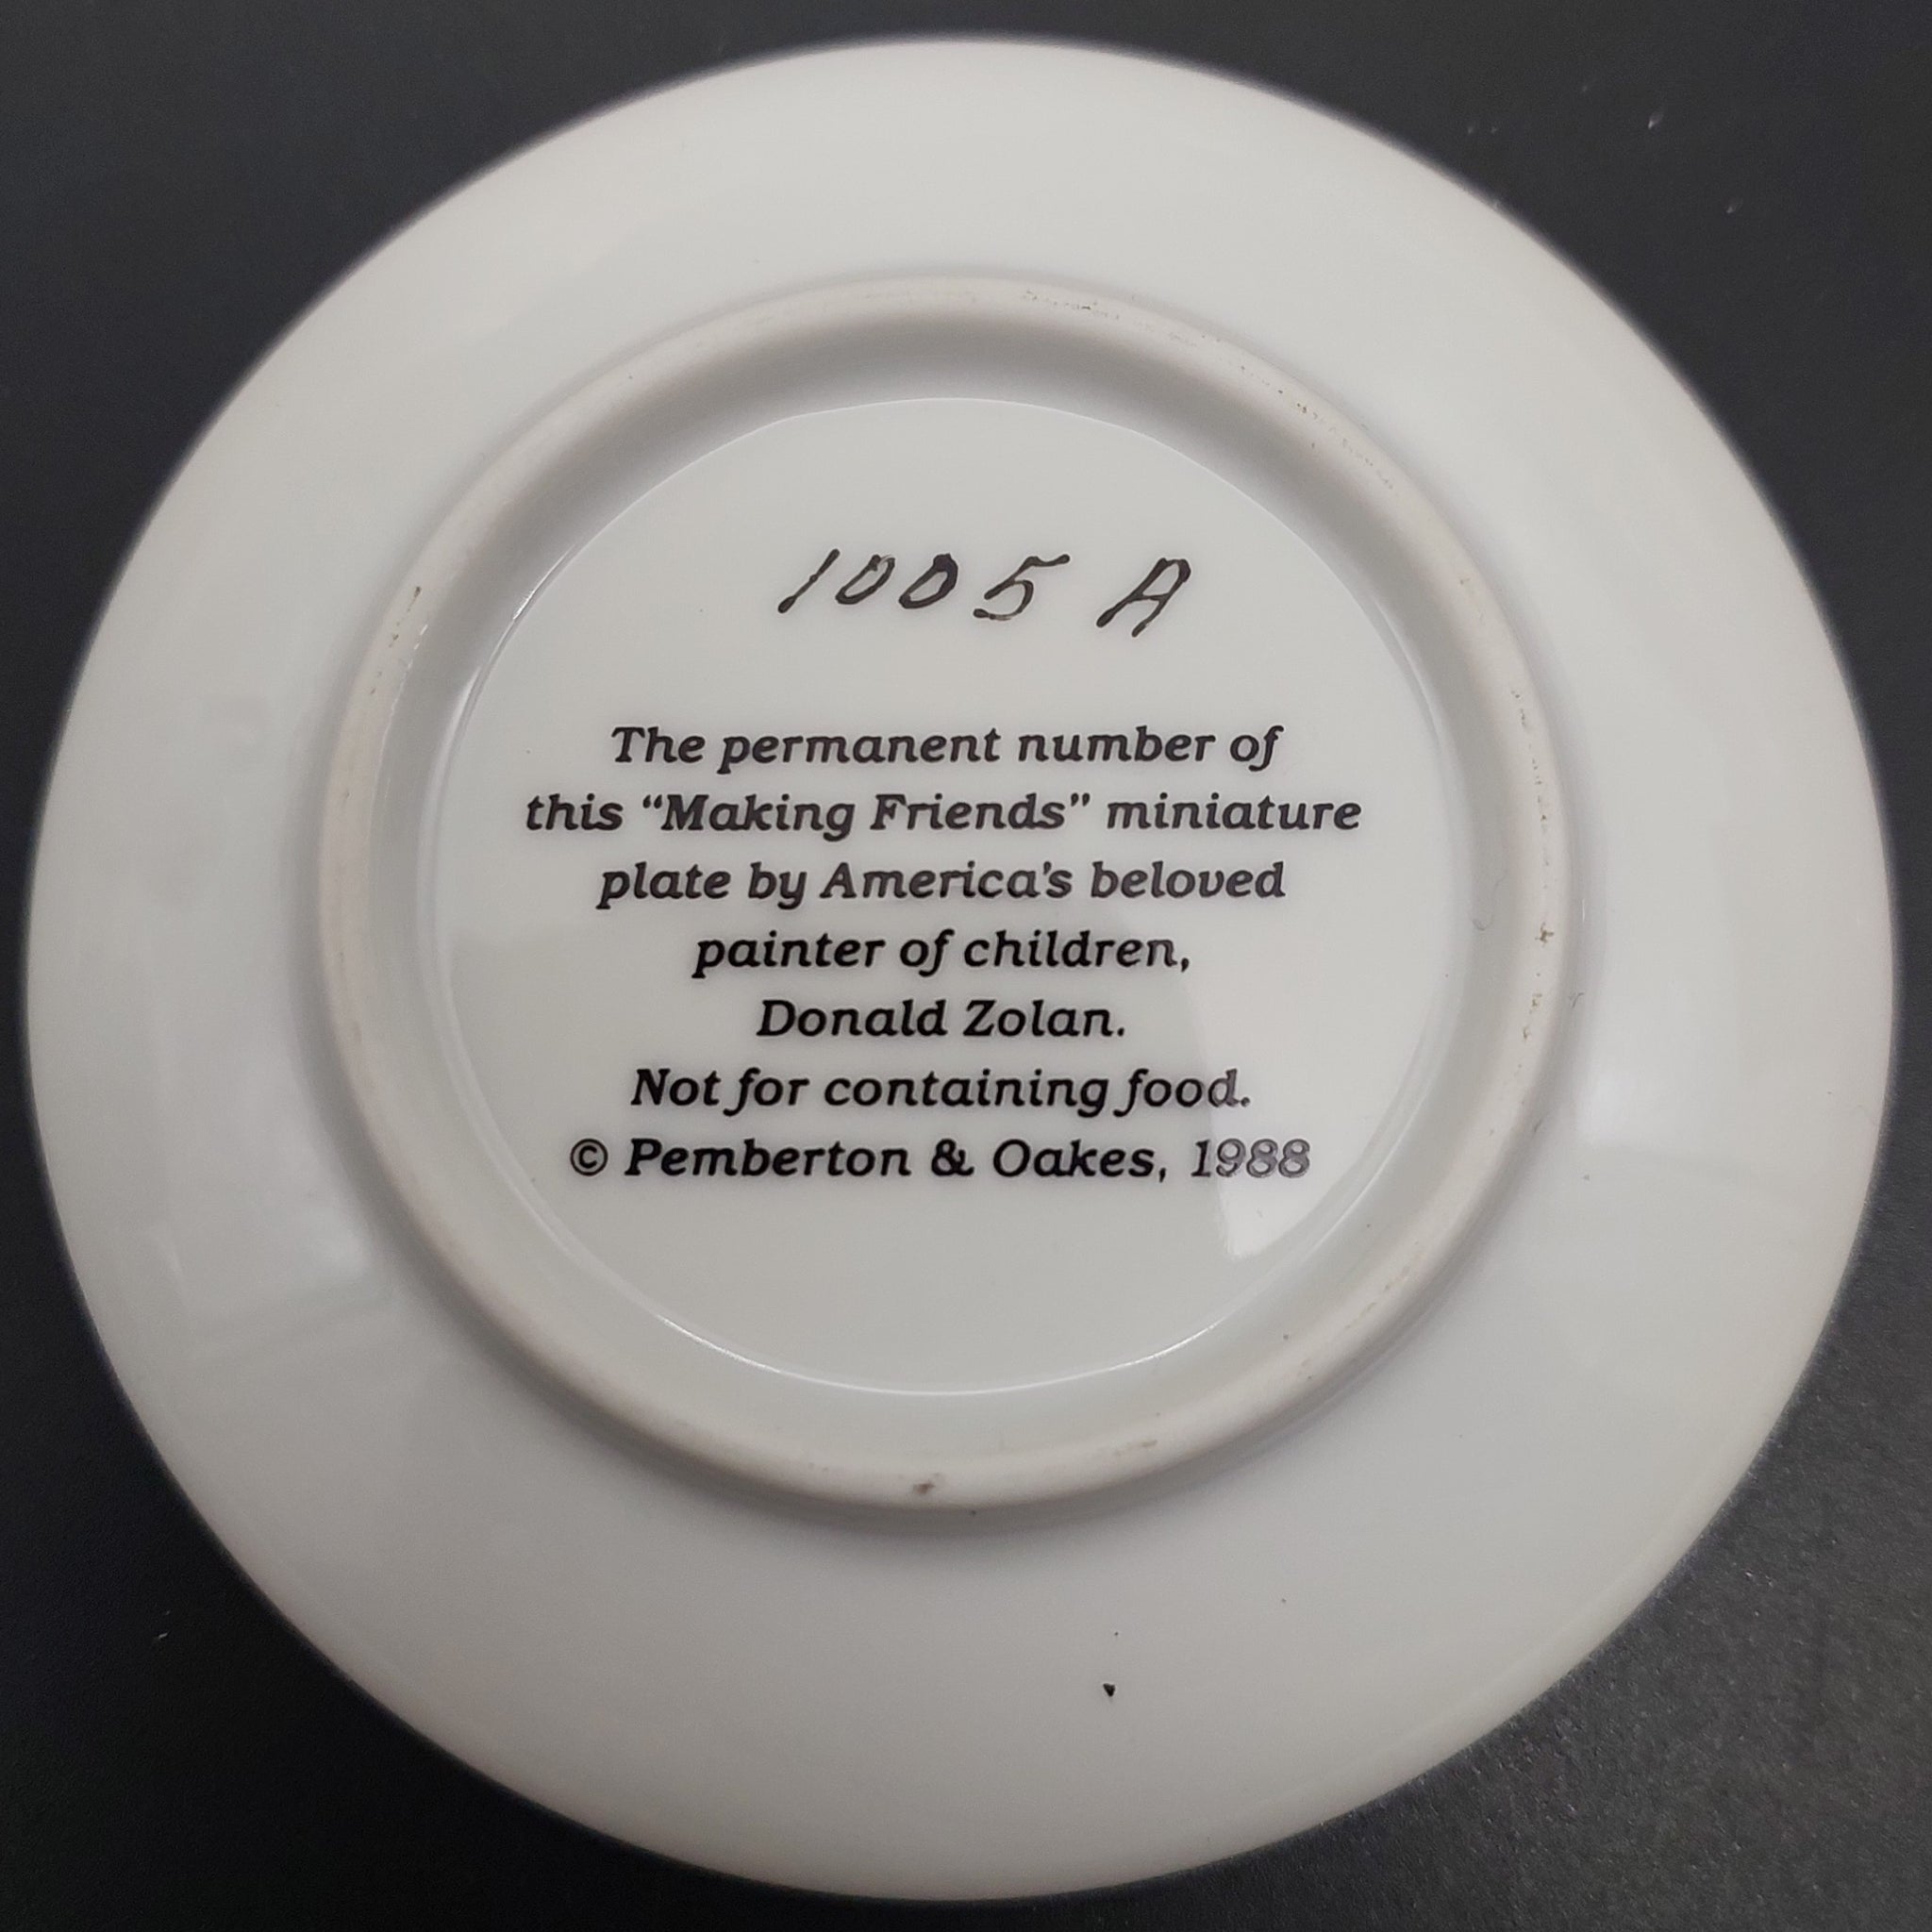 1005 A
The permanent number of
this “Making Friends” miniature
plate by America's beloved
painter of children,
Donald Zolan.
Not for containing food.
© Pemberton & Oakes, 1988